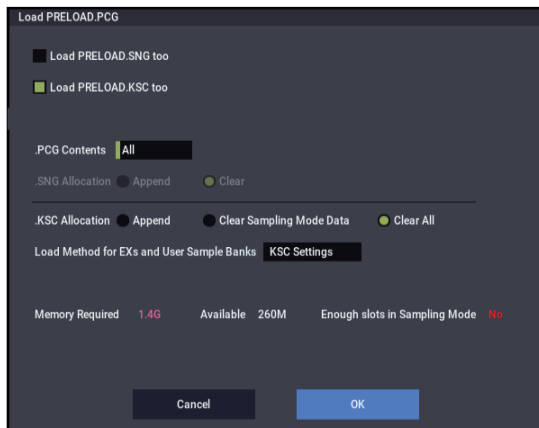 Load PRELOAD.PCG
Load PRELOAD.SNG too
Load PRELOAD.KSC too
.PCG Contents All
.SNG Allocation Append Clear
.KSC Allocation Append Clear Sampling Mode Data Clear All
Load Method for EXs and User Sample Banks KSC Settings
Memory Required 1.4G Available 260M Enough slots in Sampling Mode No
Cancel OK